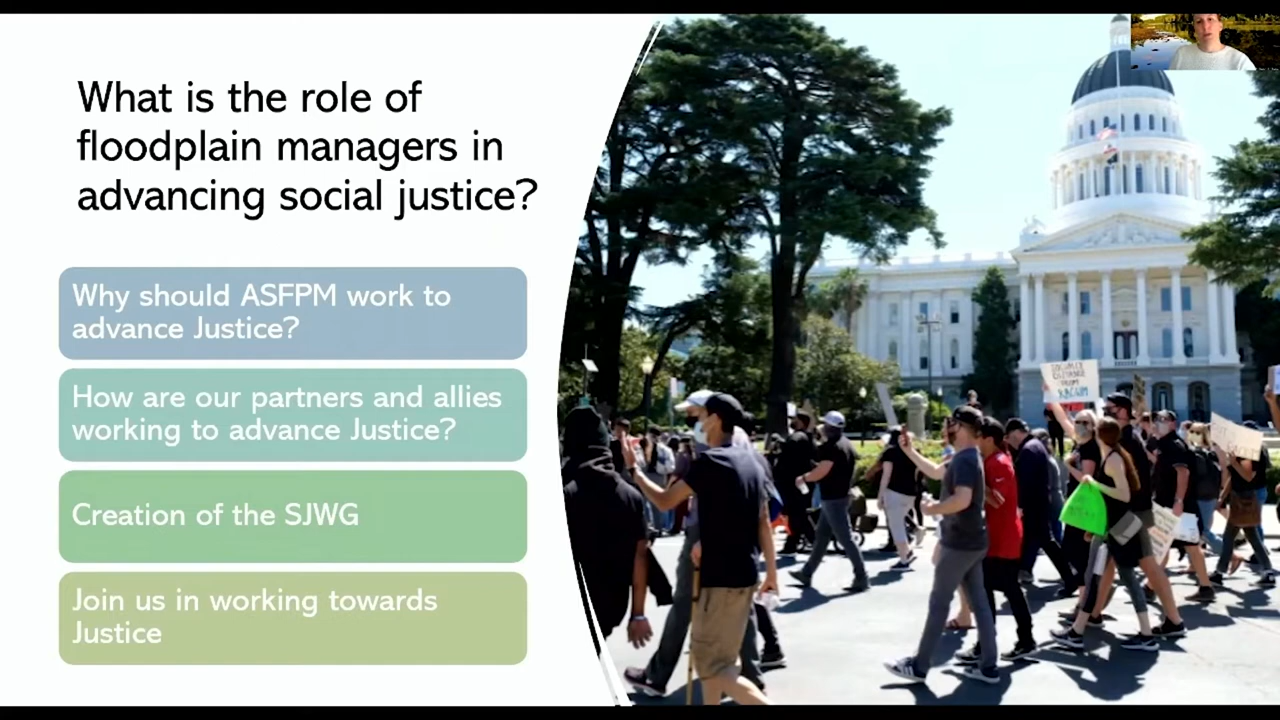 What is the role of
floodplain managers in
advancing social justice?
Why should ASFPM work to
advance Justice?
How are our partners and allies
working to advance Justice?
Creation of the SJWG
Join us in working towards
Justice